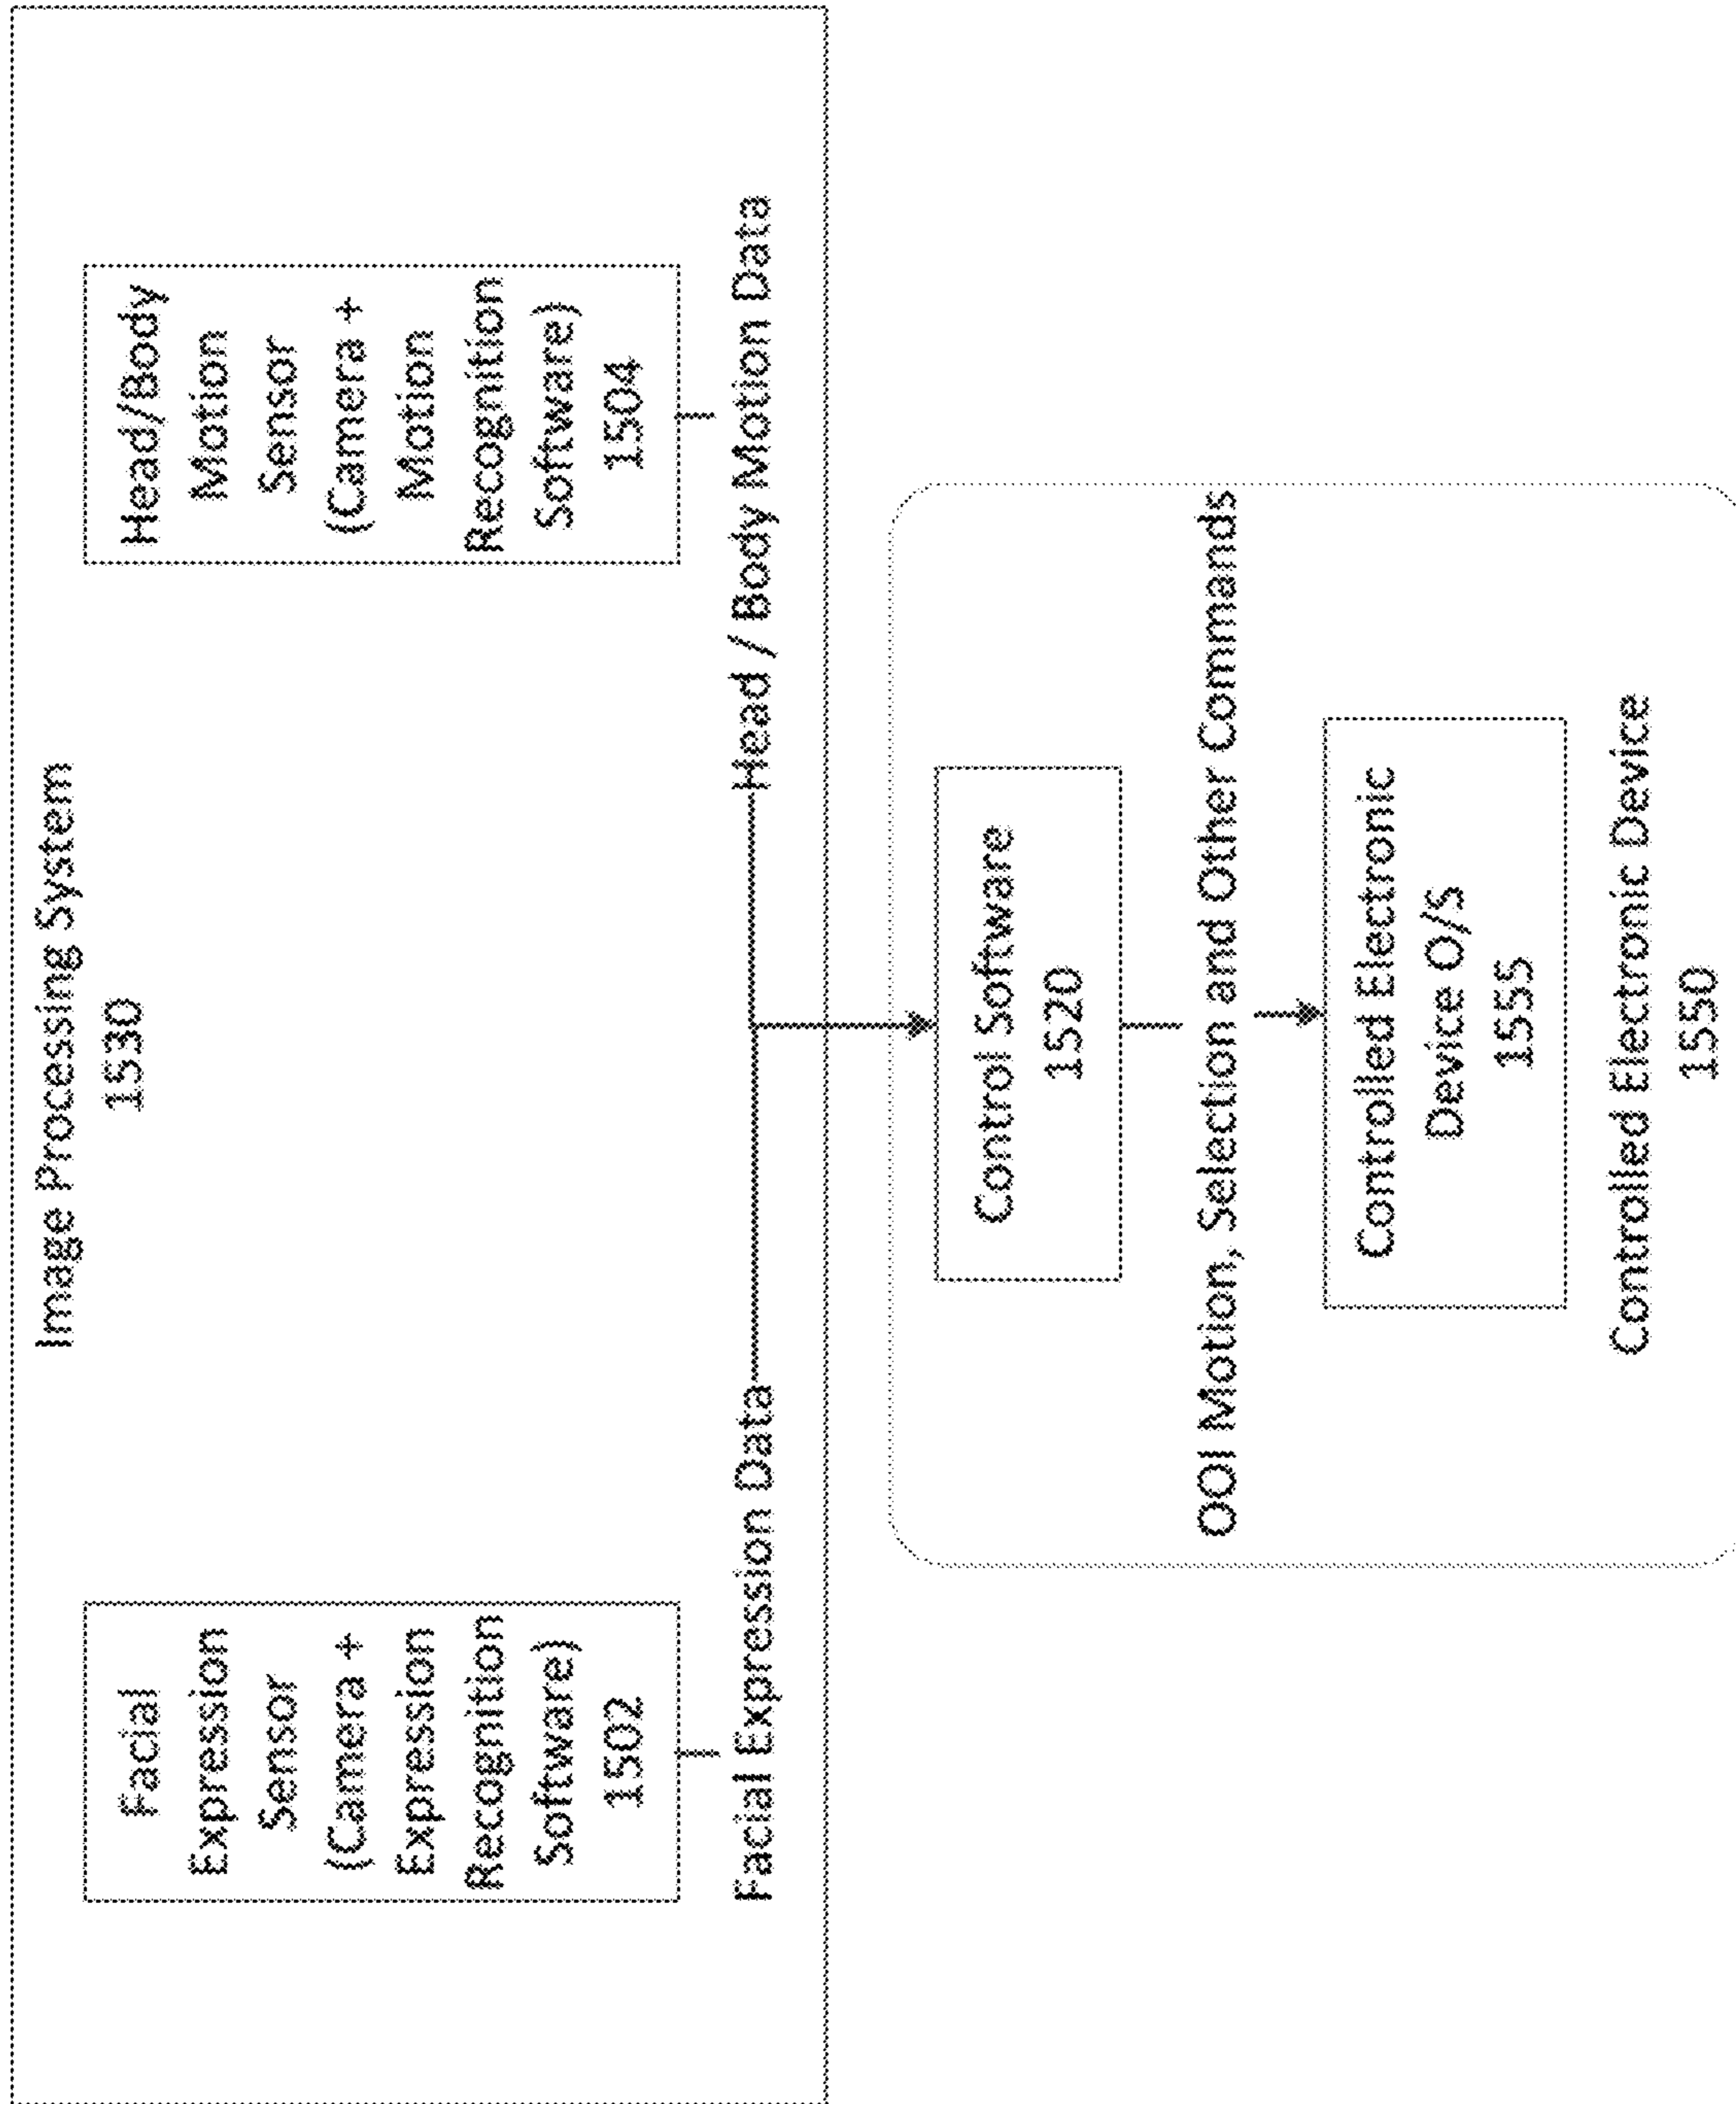 Image Processing System
1530
Facial
Expression
Sensor
(Camera +
Expression
Recognition
Software)
1502
Head/Body
Motion
Sensor
(Camera +
Motion
Recognition
Software)
1504
Facial Expression Data
Head / Body Motion Data
Control Software
1520
OOI Motion, Selection and Other Commands
Controlled Electronic
Device O/S
1555
Controlled Electronic Device
1550